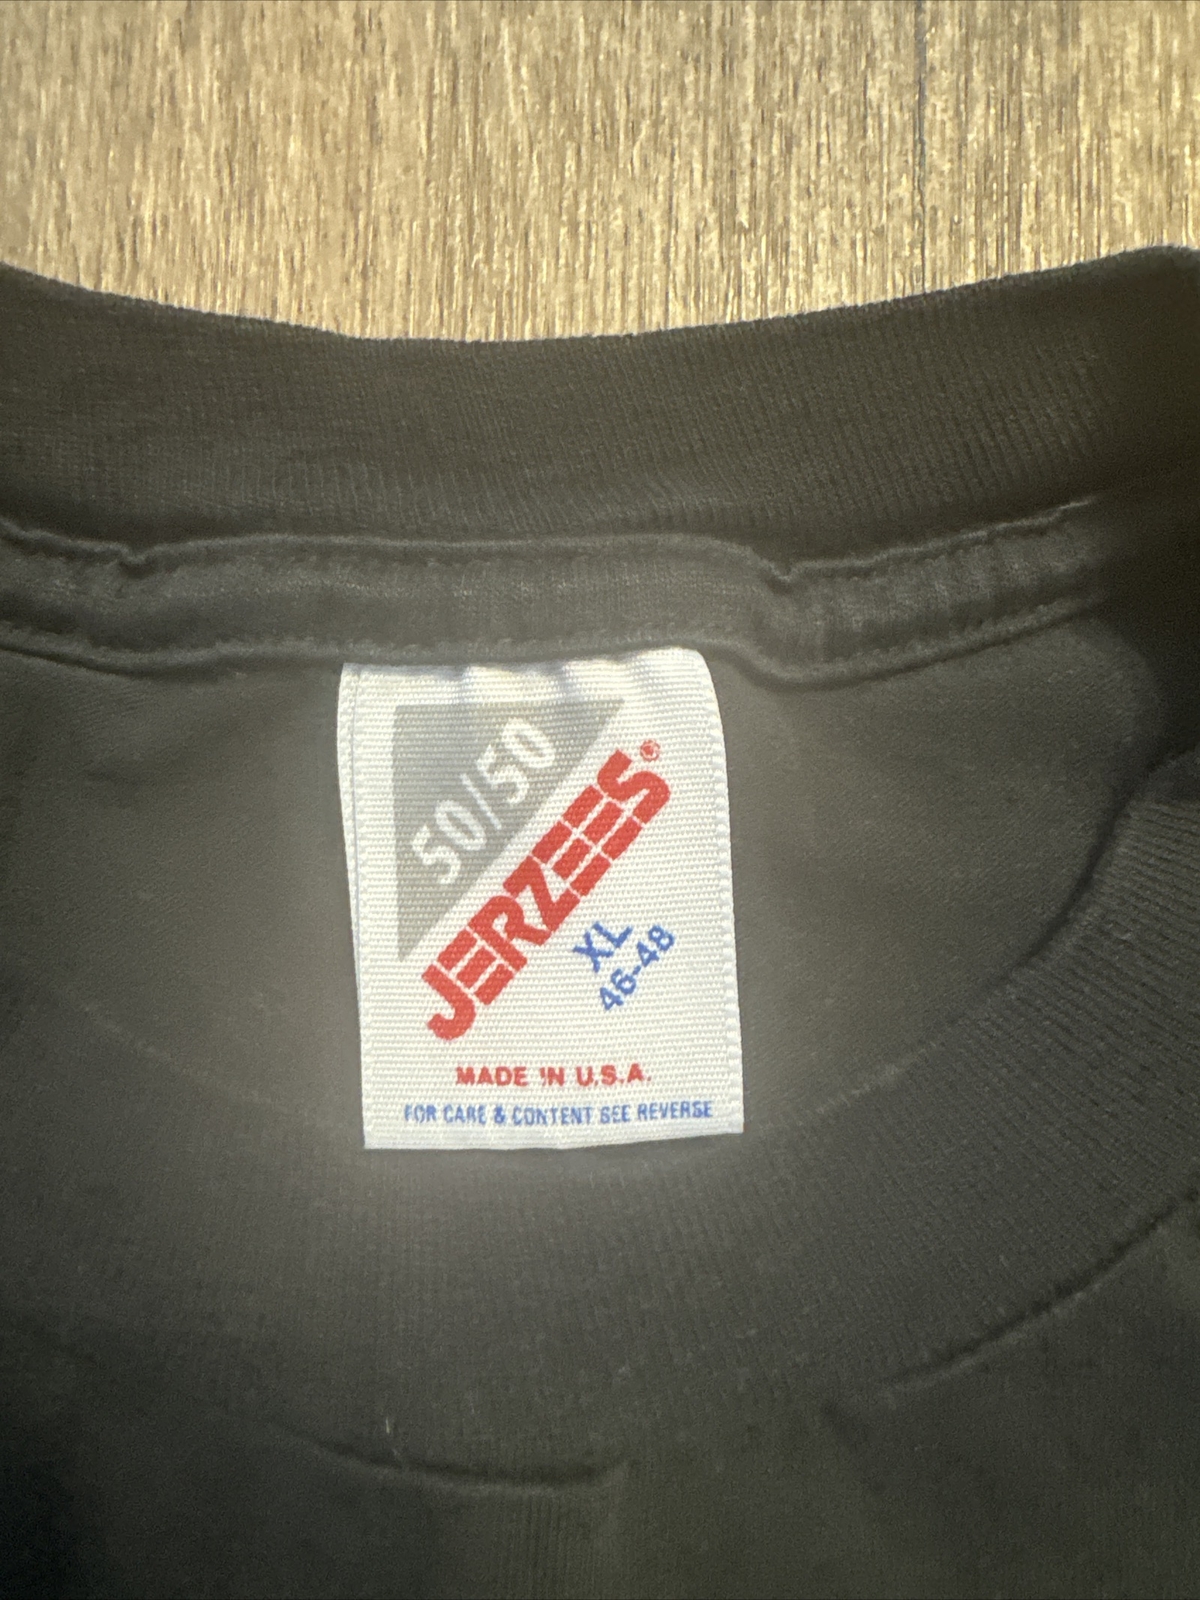 50/50
JERZEES®
XL
46-48
MADE IN U.S.A.
FOR CARE & CONTENT SEE REVERSE